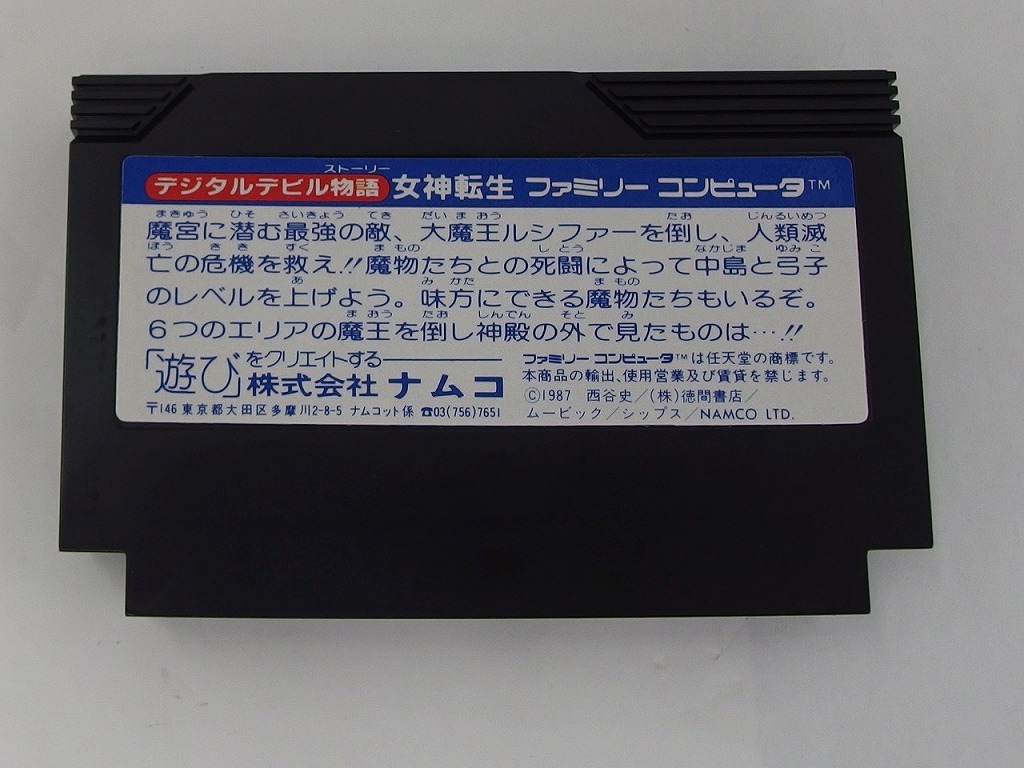 デジタルデビル物語 女神転生 ファミリー コンピュータ™
ストーリー
魔宮に潜む最強の敵、大魔王ルシファーを倒し、人類滅
まきゅう ひそ さいきょう てき だい まおう たお じんるいめつ
亡の危機を救え!!魔物たちとの死闘によって中島と弓子
ぼう きき すく まもの しとう なかじま ゆみこ
のレベルを上げよう。味方にできる魔物たちもいるぞ。
あ みかた まもの
6つのエリアの魔王を倒し神殿の外で見たものは…!!
まおう たお しんでん そと み
「遊び」をクリエイトする
株式会社 ナムコ
〒146 東京都大田区多摩川2-8-5 ナムコット係 ☎03(756)7651
ファミリー コンピュータ™は任天堂の商標です。
本商品の輸出、使用営業及び賃貸を禁じます。
©1987 西谷史/(株)徳間書店/
ムービック/シップス/NAMCO LTD.